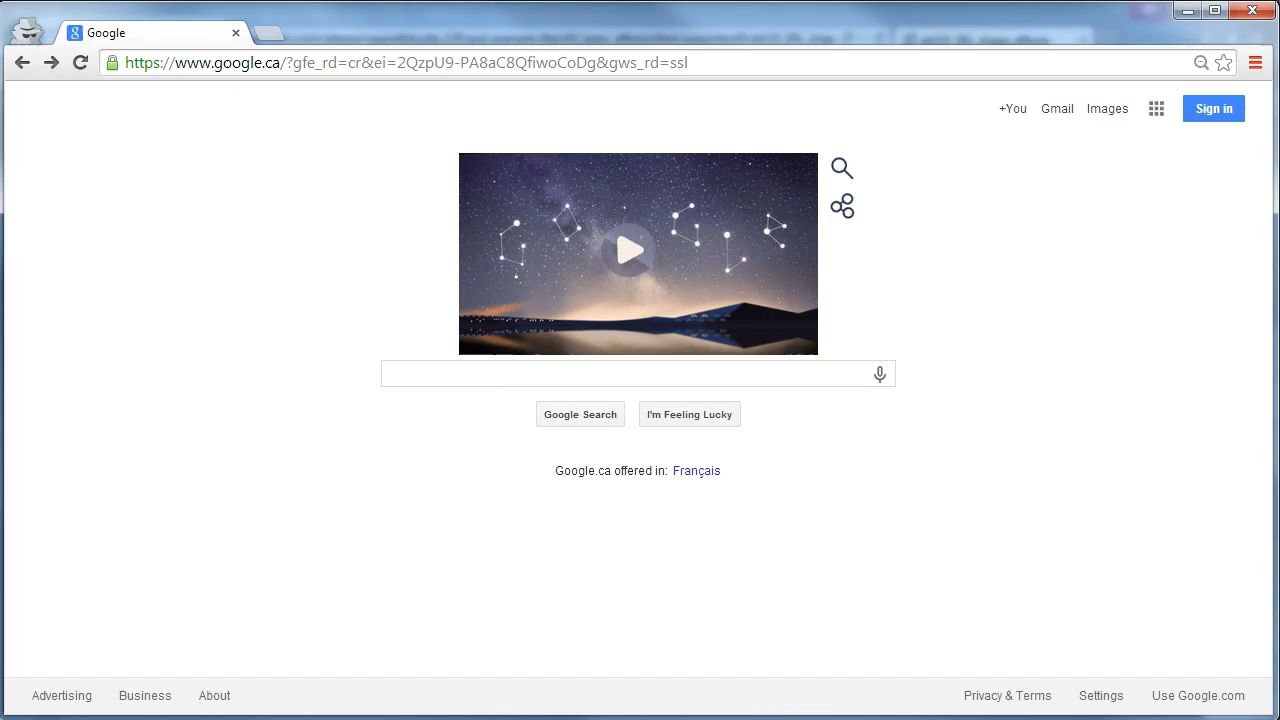 Google
https://www.google.ca/?gfe_rd=cr&ei=2QzpU9-PA8aC8QfiwoCoDg&gws_rd=ssl
+You Gmail Images Sign in
Google Search I'm Feeling Lucky
Google.ca offered in: Français
Advertising Business About Privacy & Terms Settings Use Google.com